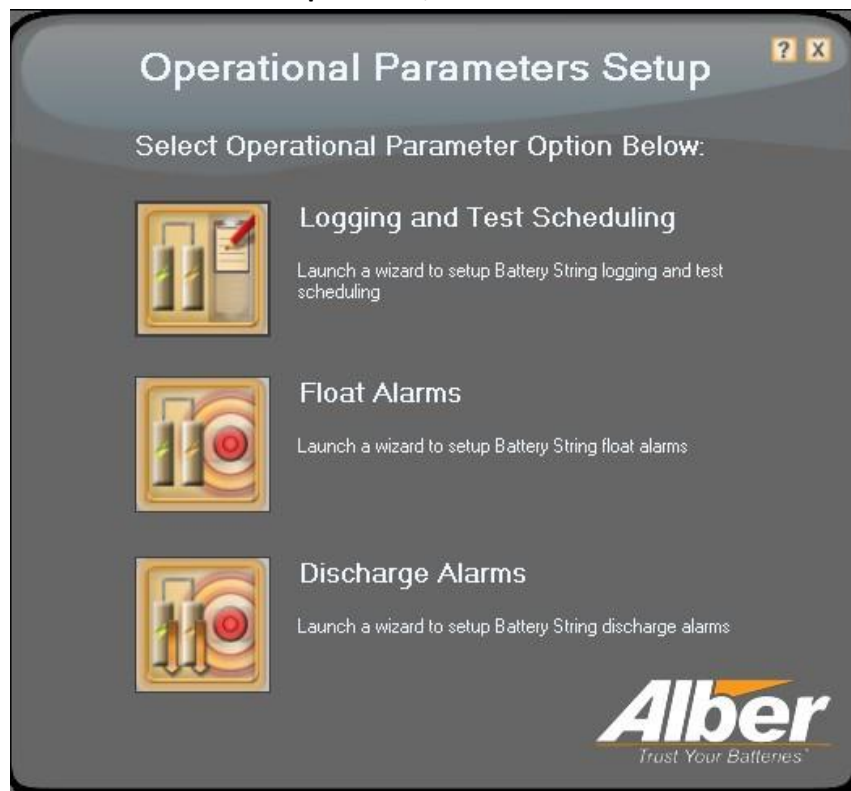 Operational Parameters Setup
? X
Select Operational Parameter Option Below:
Logging and Test Scheduling
Launch a wizard to setup Battery String logging and test
scheduling
Float Alarms
Launch a wizard to setup Battery String float alarms
Discharge Alarms
Launch a wizard to setup Battery String discharge alarms
Alber
Trust Your Batteries